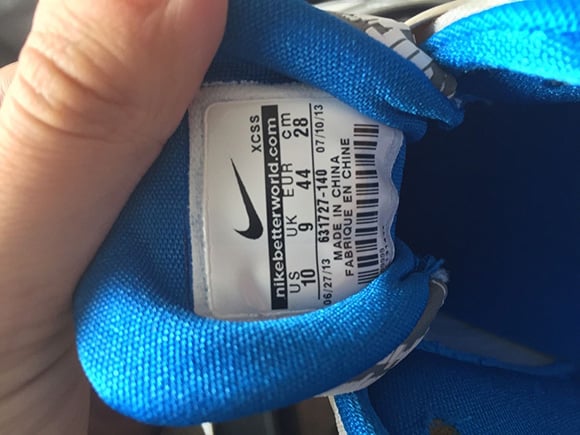 XCSS
nikebetterworld.com
US UK EUR cm
10 9 44 28
06/27/13 631727-140 07/10/13
MADE IN CHINA
FABRIQUE EN CHINE